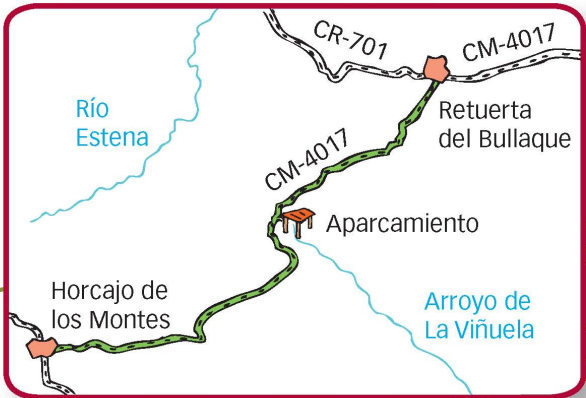 CR-701
CM-4017
Río
Estena
Retuerta
del Bullaque
CM-4017
Aparcamiento
Horcajo de
los Montes
Arroyo de
La Viñuela